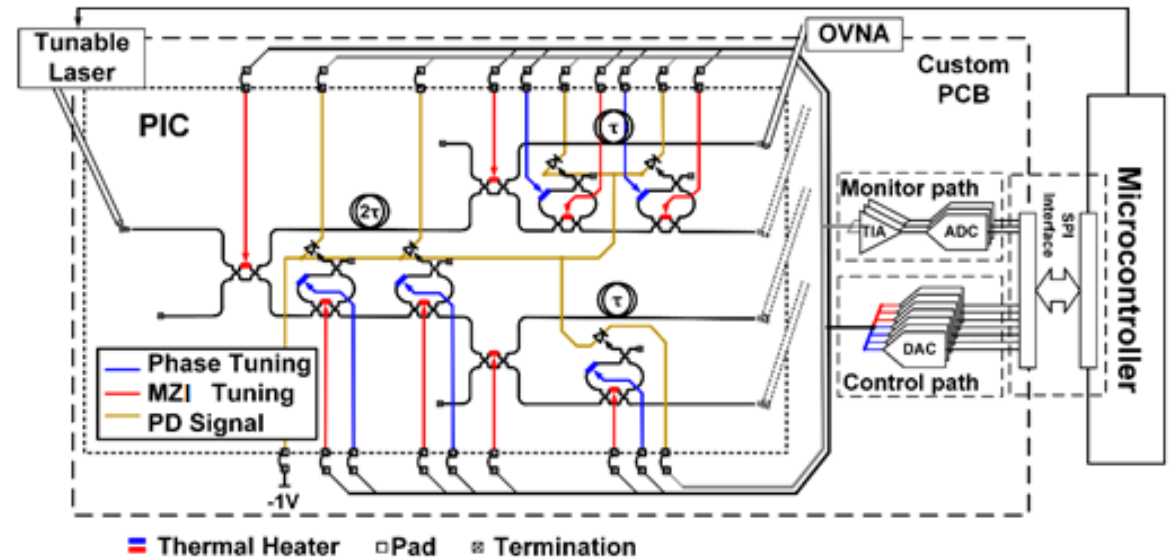 Tunable
Laser
OVNA
Custom
PCB
PIC
τ
2τ
τ
Monitor path
TIA
ADC
SPI
Interface
Microcontroller
DAC
Control path
Phase Tuning
MZI Tuning
PD Signal
-1V
Thermal Heater
Pad
Termination